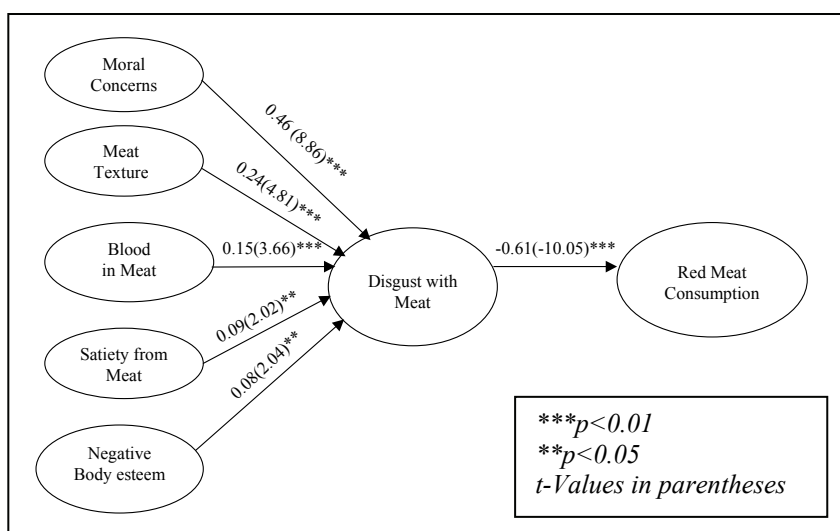 Moral
Concerns
0.46 (8.86)***
Meat
Texture
0.24(4.81)***
Blood
in Meat
0.15(3.66)***
Disgust with
Meat
-0.61(-10.05)***
Red Meat
Consumption
Satiety from
Meat
0.09(2.02)**
Negative
Body esteem
0.08(2.04)**
***p<0.01
**p<0.05
t-Values in parentheses